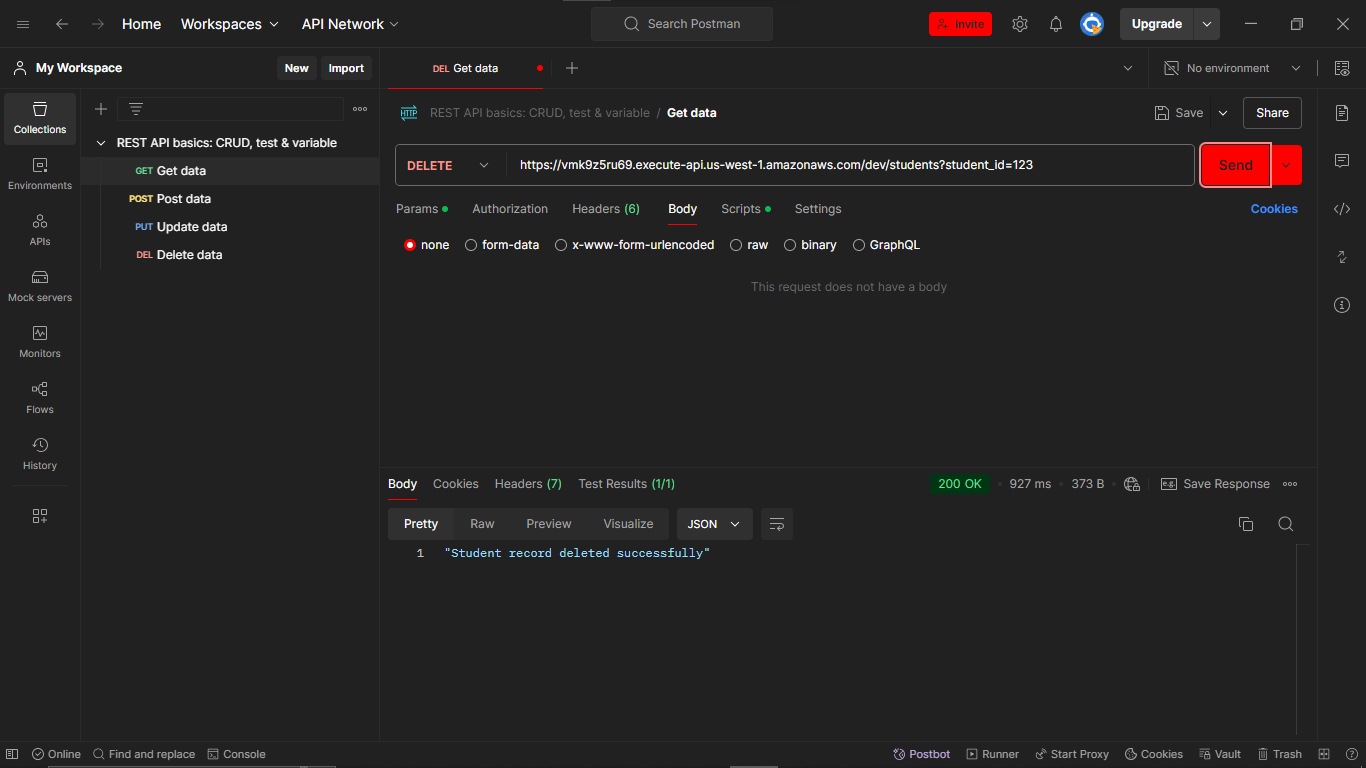 Home Workspaces API Network Search Postman Invite Upgrade
My Workspace New Import DEL Get data No environment
Collections
REST API basics: CRUD, test & variable / Get data Save Share
REST API basics: CRUD, test & variable
GET Get data
DELETE https://vmk9z5ru69.execute-api.us-west-1.amazonaws.com/dev/students?student_id=123 Send
Environments
POST Post data
Params Authorization Headers (6) Body Scripts Settings Cookies
PUT Update data
APIs
none form-data x-www-form-urlencoded raw binary GraphQL
DEL Delete data
This request does not have a body
Mock servers
Monitors
Flows
History
Body Cookies Headers (7) Test Results (1/1) 200 OK 927 ms 373 B e.g. Save Response
Pretty Raw Preview Visualize JSON
1 "Student record deleted successfully"
Online Find and replace Console Postbot Runner Start Proxy Cookies Vault Trash